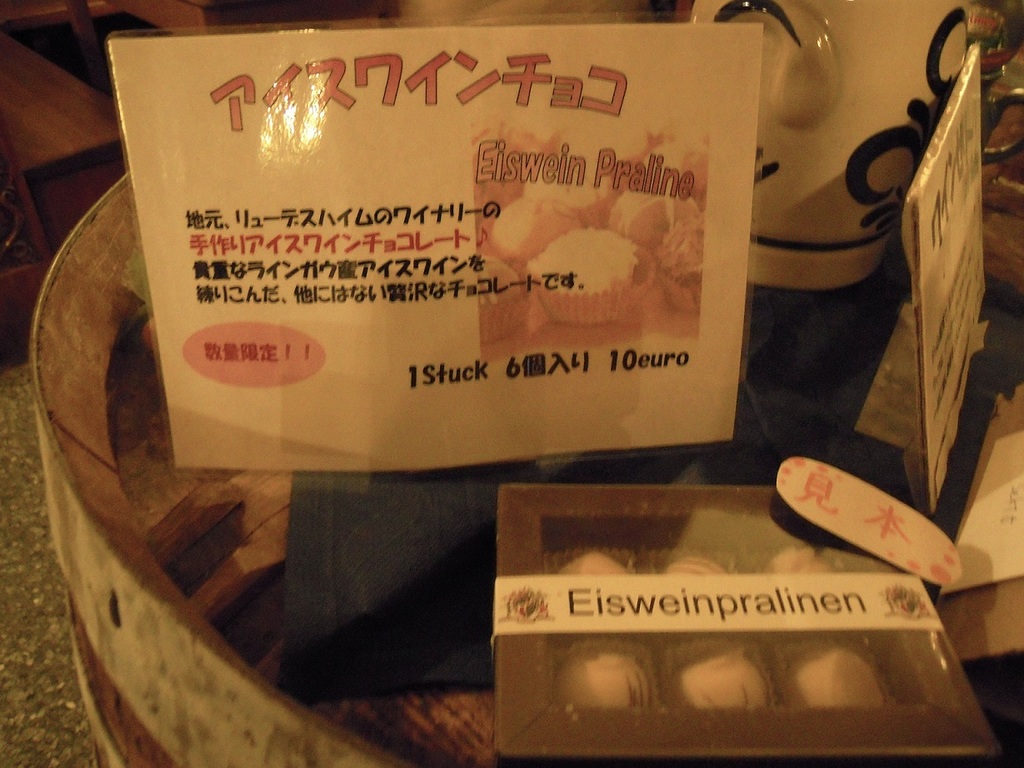 アイスワインチョコ
Eiswein Praline
地元、リューデスハイムのワイナリーの
手作りアイスワインチョコレート♪
貴重なラインガウ産アイスワインを
練りこんだ、他にはない贅沢なチョコレートです。
数量限定！！
1Stuck 6個入り 10euro
見本
Eisweinpralinen